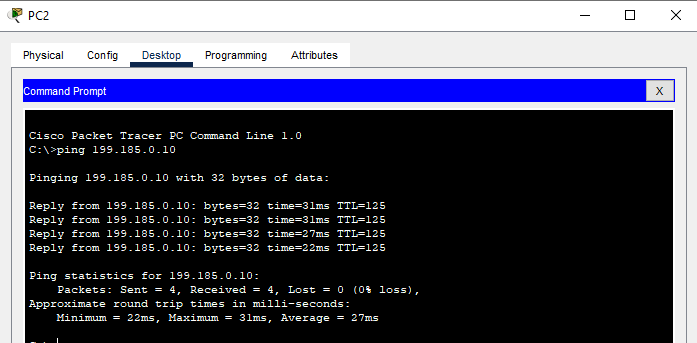 PC2
Physical Config Desktop Programming Attributes
Command Prompt X
Cisco Packet Tracer PC Command Line 1.0
C:\>ping 199.185.0.10
Pinging 199.185.0.10 with 32 bytes of data:
Reply from 199.185.0.10: bytes=32 time=31ms TTL=125
Reply from 199.185.0.10: bytes=32 time=31ms TTL=125
Reply from 199.185.0.10: bytes=32 time=27ms TTL=125
Reply from 199.185.0.10: bytes=32 time=22ms TTL=125
Ping statistics for 199.185.0.10:
Packets: Sent = 4, Received = 4, Lost = 0 (0% loss),
Approximate round trip times in milli-seconds:
Minimum = 22ms, Maximum = 31ms, Average = 27ms